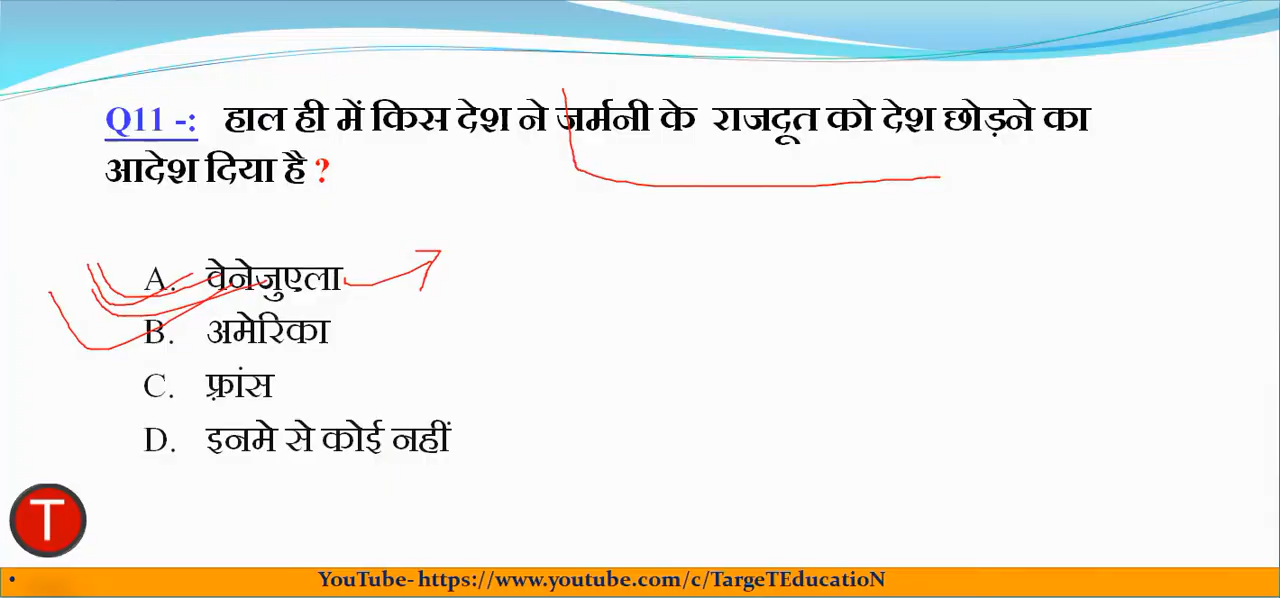 Q11 -: हाल ही में किस देश ने जर्मनी के राजदूत को देश छोड़ने का
आदेश दिया है ?
A. वेनेजुएला
B. अमेरिका
C. फ़्रांस
D. इनमे से कोई नहीं
T
• YouTube- https://www.youtube.com/c/TargeTEducatioN